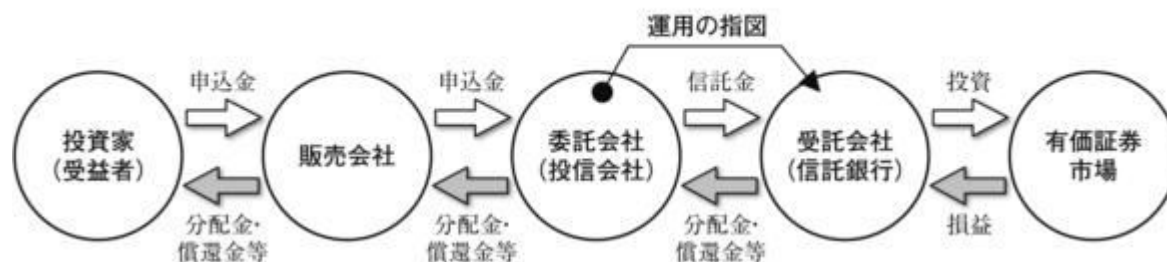 運用の指図
申込金
申込金
信託金
投資
投資家
(受益者)
販売会社
委託会社
(投信会社)
受託会社
(信託銀行)
有価証券
市場
分配金・
償還金等
分配金・
償還金等
分配金・
償還金等
損益